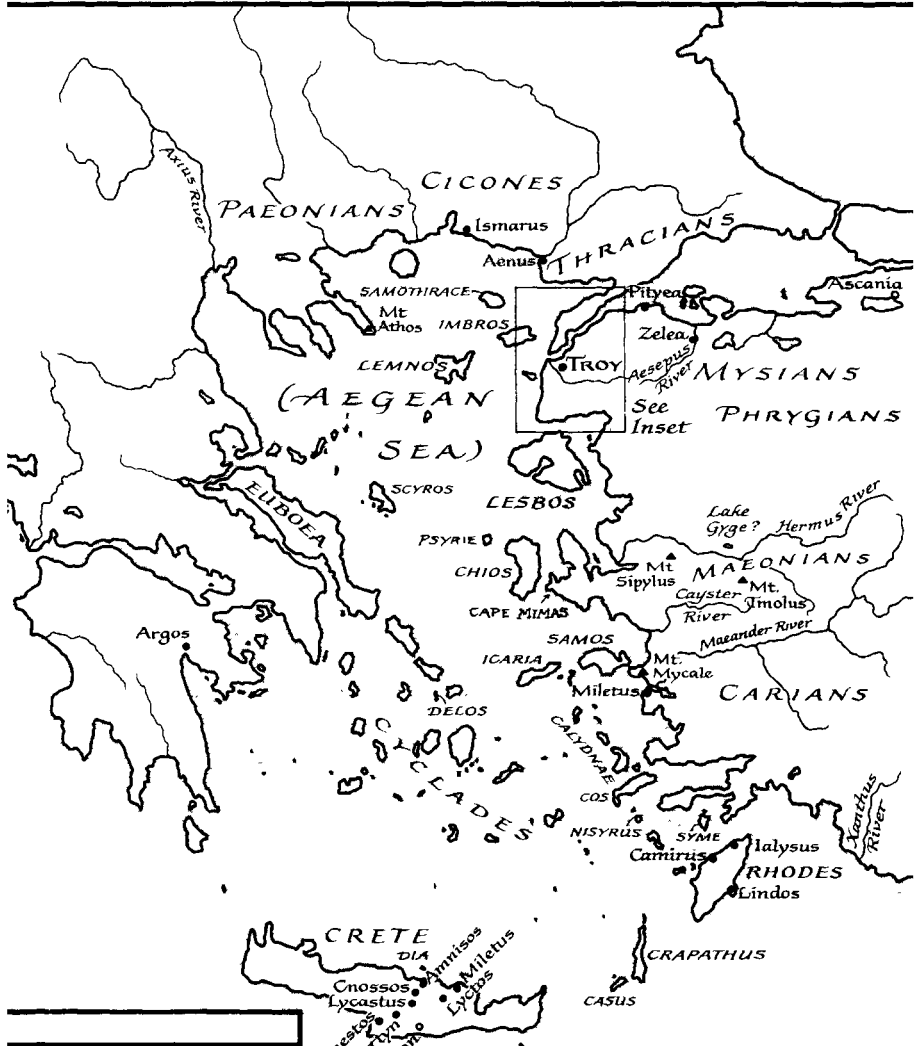 Axius River
CICONES
PAEONIANS
Ismarus
THRACIANS
Aenus
SAMOTHRACE
Pityea
Ascania
Mt
Athos
IMBROS
Zelea
LEMNOS
TROY
Aesepus
River
MYSIANS
(AEGEAN
SEA)
See
Inset
PHRYGIANS
EUBOEA
SCYROS
LESBOS
Lake
Gyge?
Hermus River
PSYRIE
CHIOS
Mt
Sipylus
MAEONIANS
Mt.
Tmolus
Cayster
River
CAPE MIMAS
Maeander River
Argos
SAMOS
ICARIA
Mt.
Mycale
Miletus
CARIANS
DELOS
CYCLADES
CALYDNAE
COS
NISYRUS
SYME
Xanthus
River
Ialysus
Camirus
RHODES
Lindos
CRETE
DIA
Amnisos
Miletus
Cnossos
Lycastus
Lyctos
CRAPATHUS
CASUS
estos
tyn